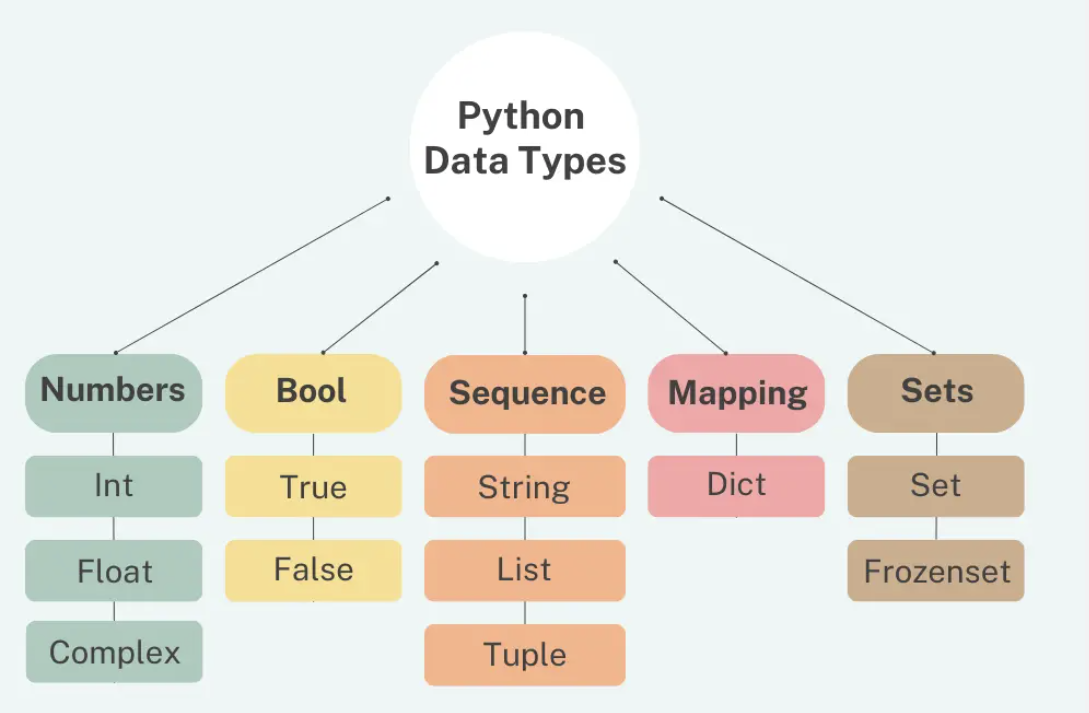 Python
Data Types
Numbers
Bool
Sequence
Mapping
Sets
Int
True
String
Dict
Set
Float
False
List
Frozenset
Complex
Tuple